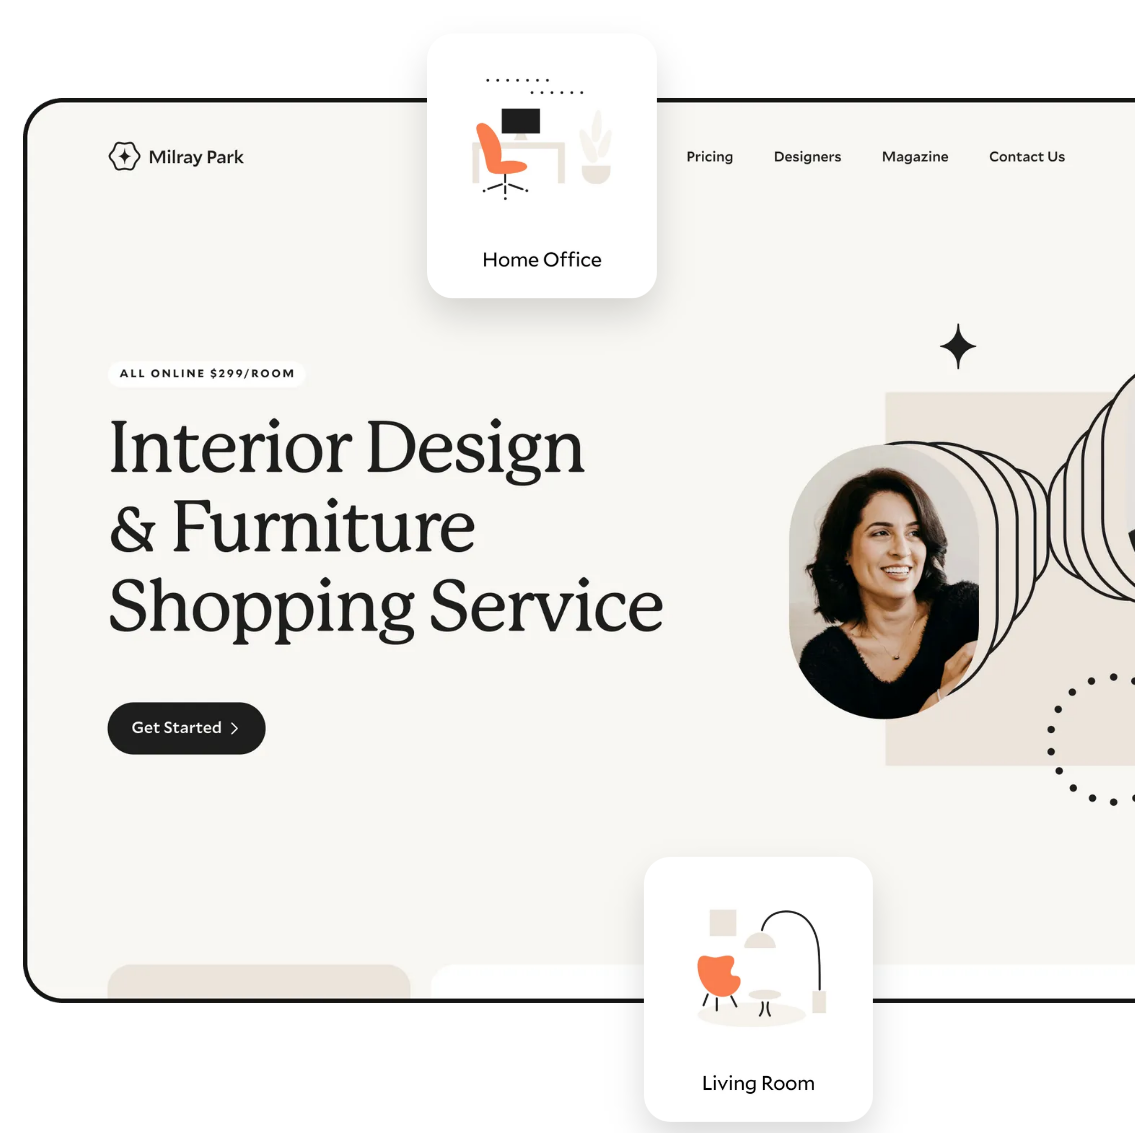 Milray Park
Pricing
Designers
Magazine
Contact Us
Home Office
ALL ONLINE $299/ROOM
Interior Design
& Furniture
Shopping Service
Get Started
Living Room